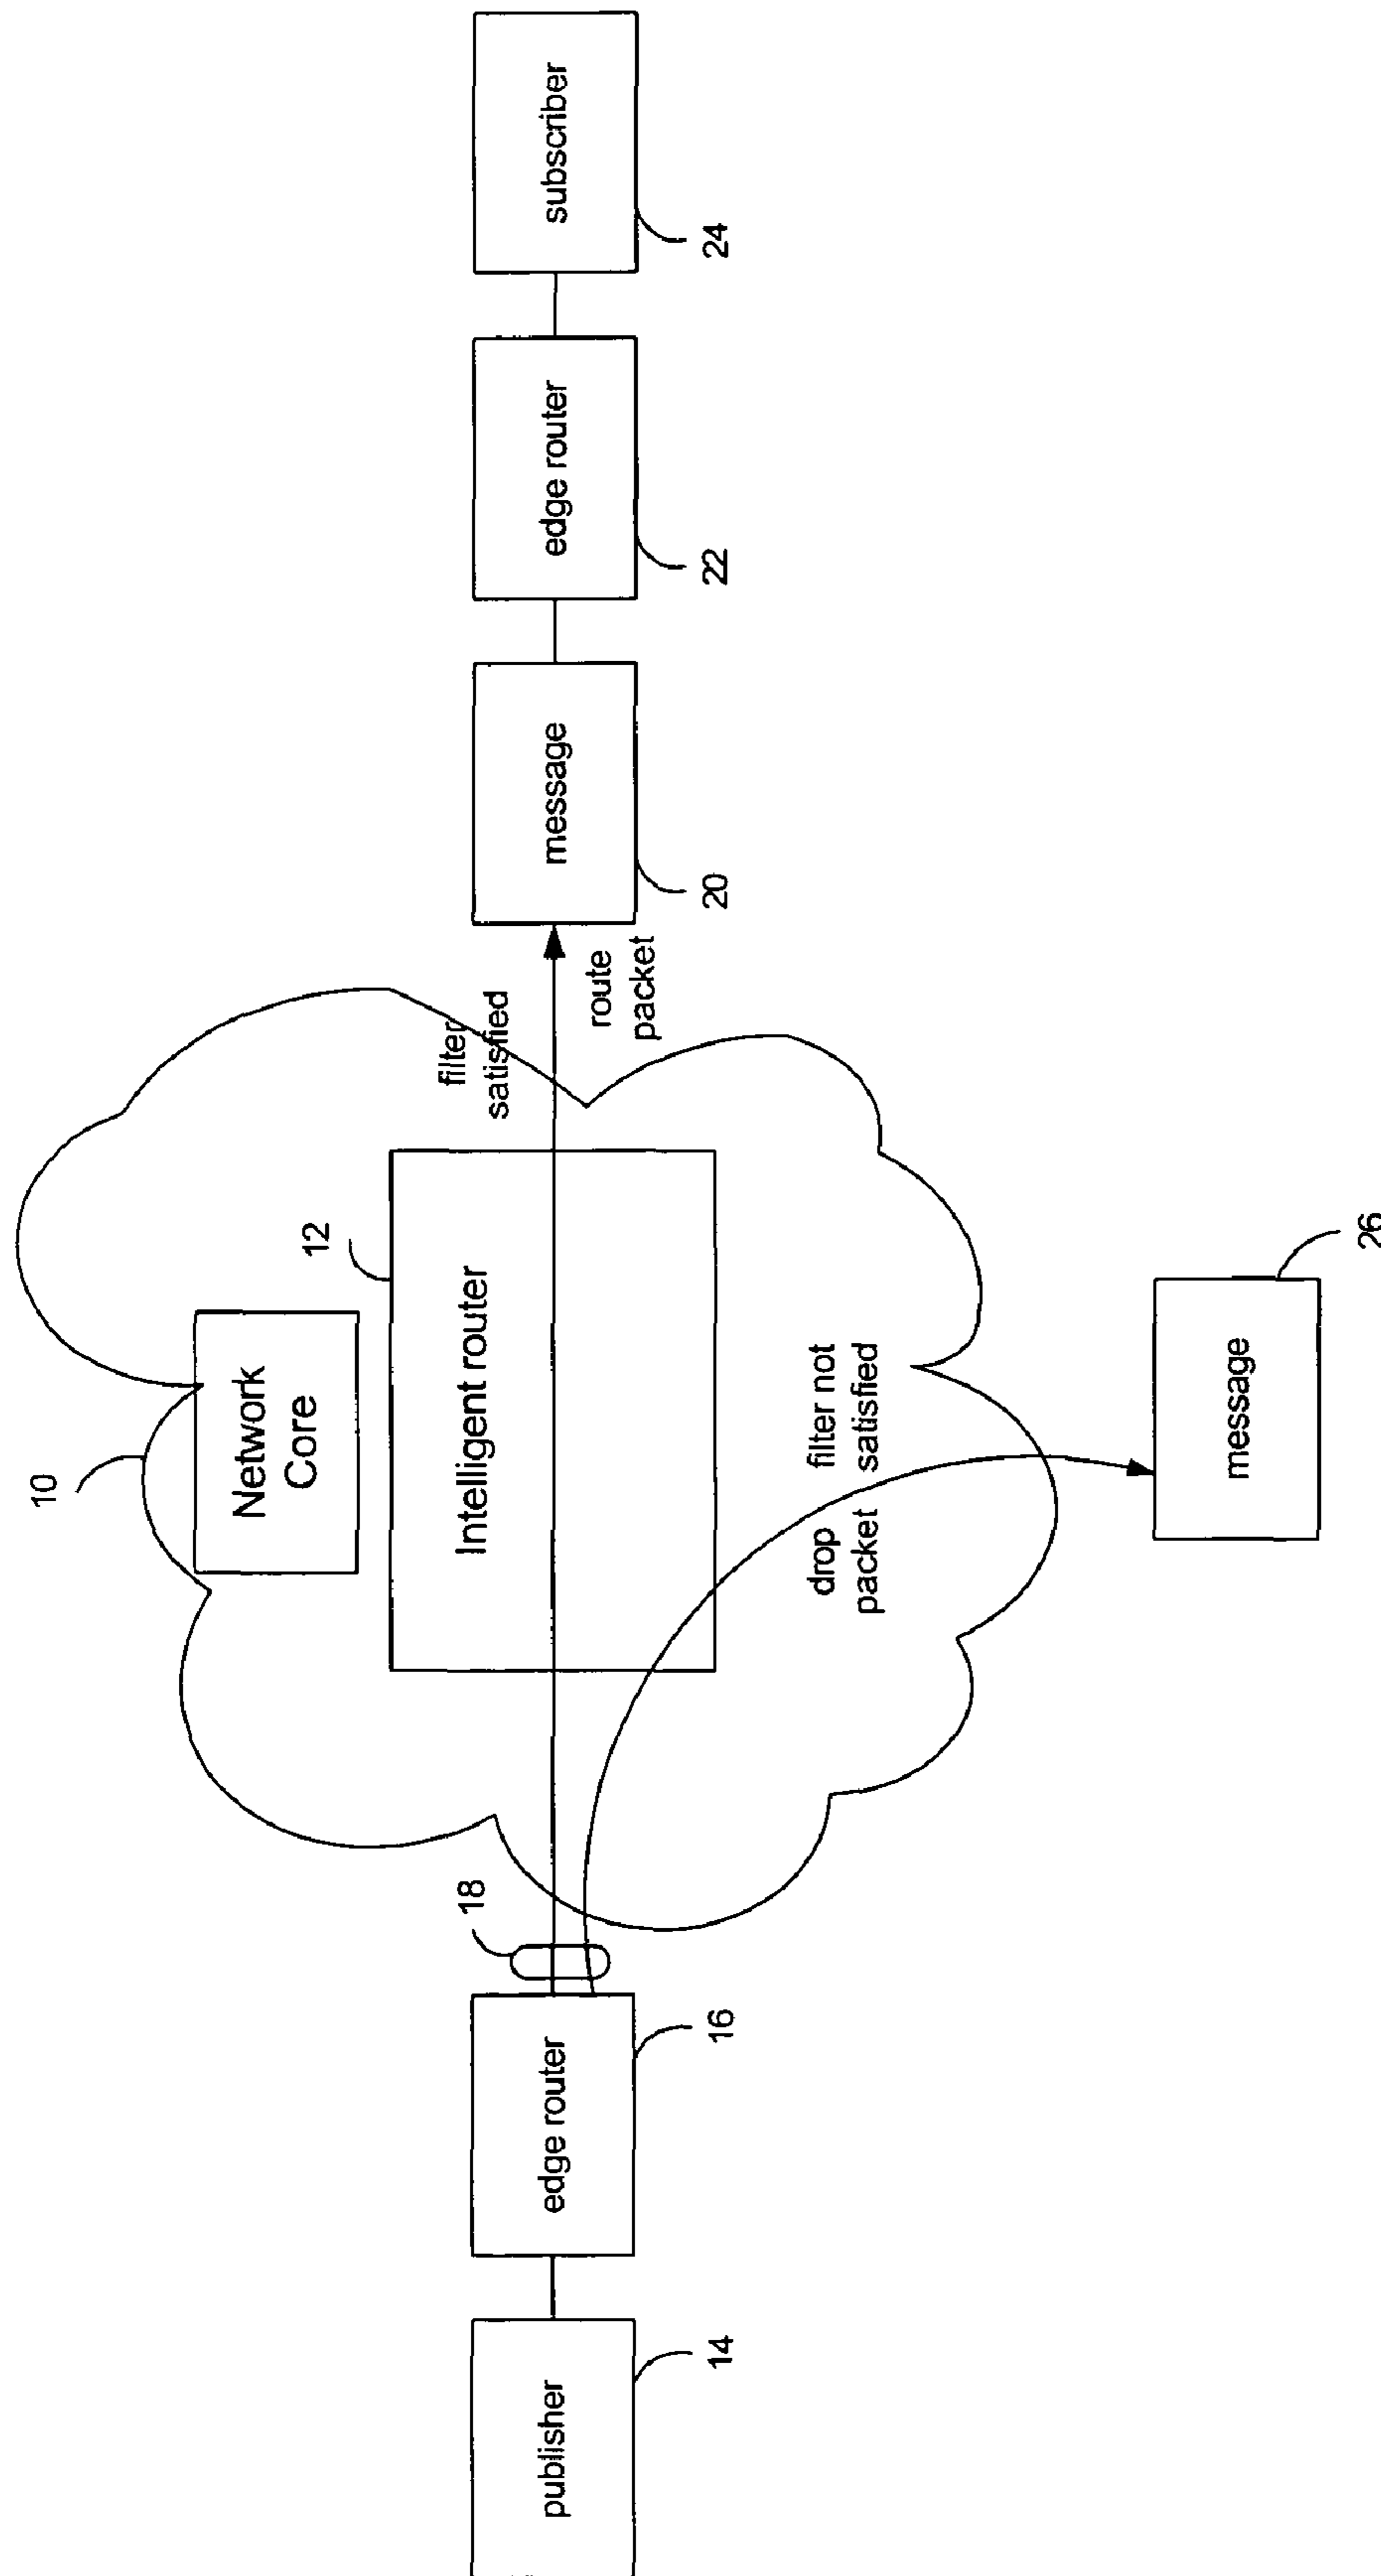 10
Network
Core
12
Intelligent router
filter
satisfied
route
packet
publisher
14
edge router
16
18
message
20
edge router
22
subscriber
24
drop
packet
filter not
satisfied
message
26